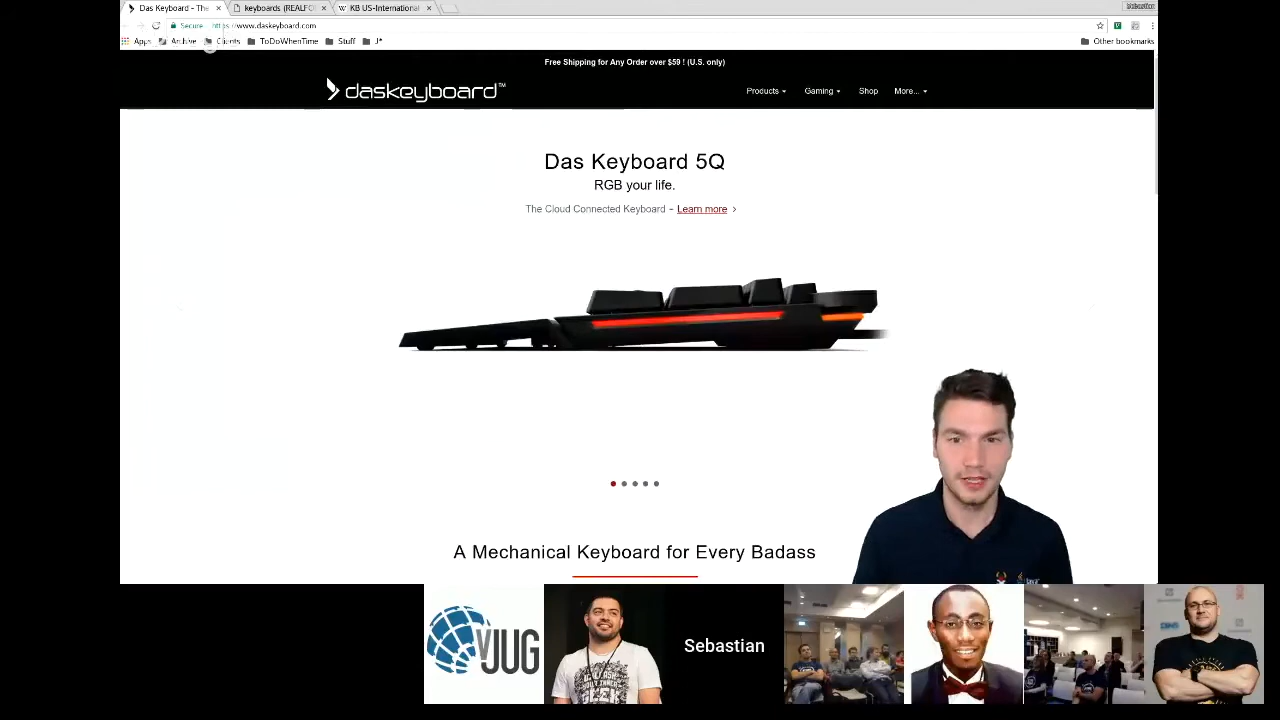 Das Keyboard - The
keyboards (REALFO
KB US-International
Sebastian
Secure
https://www.daskeyboard.com
Apps
Archive
Clients
ToDoWhenTime
Stuff
J*
Other bookmarks
Free Shipping for Any Order over $59 ! (U.S. only)
daskeyboard™
Products
Gaming
Shop
More...
Das Keyboard 5Q
RGB your life.
The Cloud Connected Keyboard - Learn more
A Mechanical Keyboard for Every Badass
Java
vJUG
Sebastian